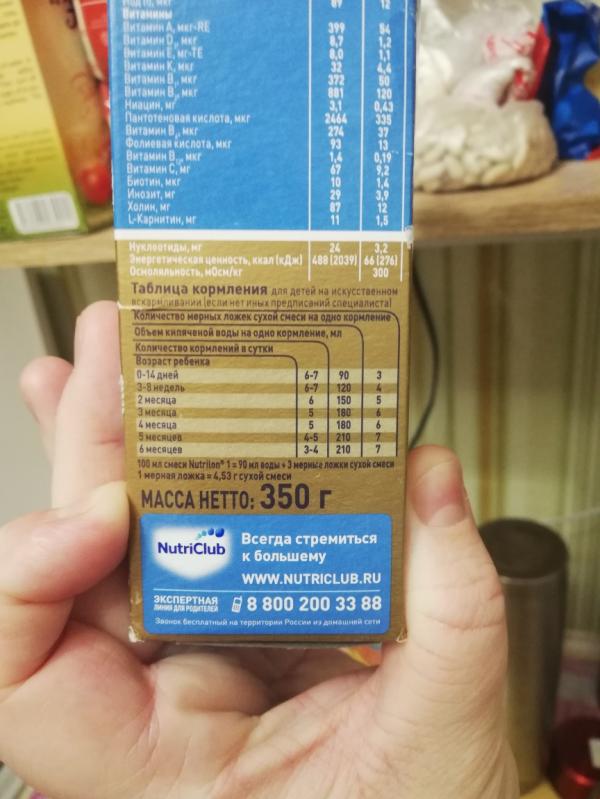 Йод 10, мкг 89 12
Витамины
Витамин А, мкг-RE 399 54
Витамин D, мкг 8,7 1,2
Витамин Е, мг-ТЕ 8,0 1,1
Витамин К, мкг 32 4,4
Витамин В, мкг 372 50
Витамин В, мкг 881 120
Ниацин, мг 3,1 0,43
Пантотеновая кислота, мкг 2464 335
Витамин В, мкг 274 37
Фолиевая кислота, мкг 93 13
Витамин В, мкг 1,4 0,19
Витамин С, мг 67 9,2
Биотин, мкг 10 1,4
Инозит, мг 29 3,9
Холин, мг 87 12
L-Карнитин, мг 11 1,5
Нуклеотиды, мг 24 3,2
Энергетическая ценность, ккал (кДж) 488 (2039) 66 (276)
Осмоляльность, мОсм/кг 300
Таблица кормления для детей на искусственном
вскармливании (если нет иных предписаний специалиста)
Количество мерных ложек сухой смеси на одно кормление
Объем кипяченой воды на одно кормление, мл
Количество кормлений в сутки
Возраст ребенка
0-14 дней 6-7 90 3
3-8 недель 6-7 120 4
2 месяца 6 150 5
3 месяца 5 180 6
4 месяца 5 180 6
5 месяцев 4-5 210 7
6 месяцев 3-4 210 7
100 мл смеси Nutrilon® 1 = 90 мл воды + 3 мерные ложки сухой смеси
1 мерная ложка = 4,53 г сухой смеси
МАССА НЕТТО: 350 г
NutriClub
Всегда стремиться
к большему
WWW.NUTRICLUB.RU
ЭКСПЕРТНАЯ
ЛИНИЯ ДЛЯ РОДИТЕЛЕЙ
8 800 200 33 88
Звонок бесплатный на территории России из домашней сети